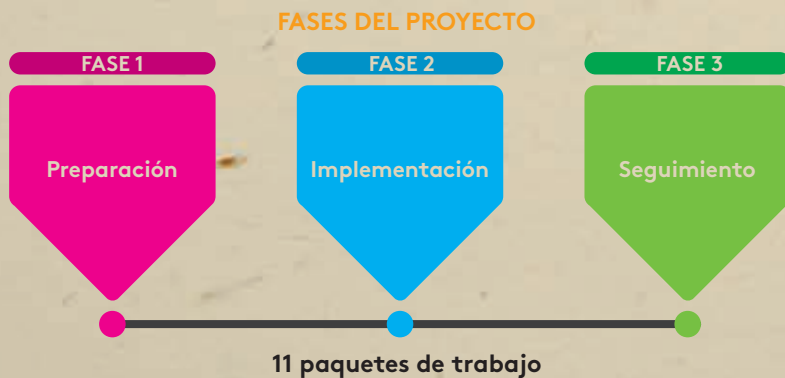 FASES DEL PROYECTO
FASE 1 FASE 2 FASE 3
Preparación Implementación Seguimiento
11 paquetes de trabajo